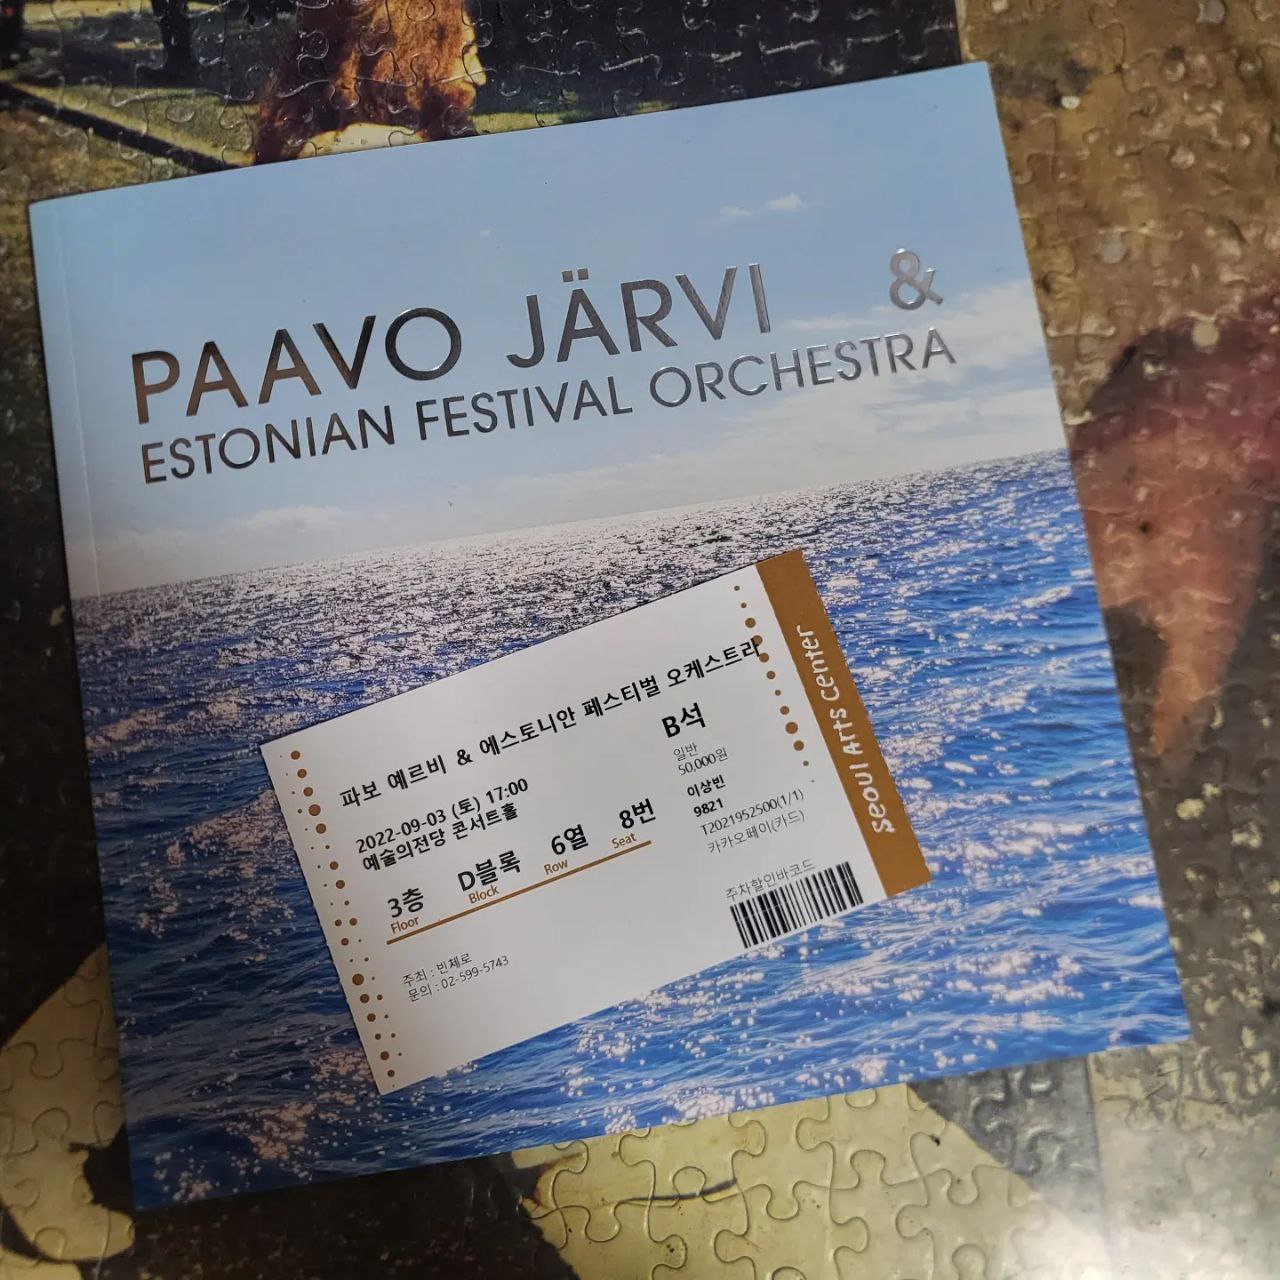 PAAVO JÄRVI &
ESTONIAN FESTIVAL ORCHESTRA
파보 예르비 & 에스토니안 페스티벌 오케스트라
2022-09-03 (토) 17:00
예술의전당 콘서트홀
3층 D블록 6열 8번
Floor Block Row Seat
주최 : 빈체로
문의 : 02-599-5743
B석
일반
50,000원
이상빈
9821
T2021952500(1/1)
카카오페이(카드)
주차할인바코드
Seoul Arts Center